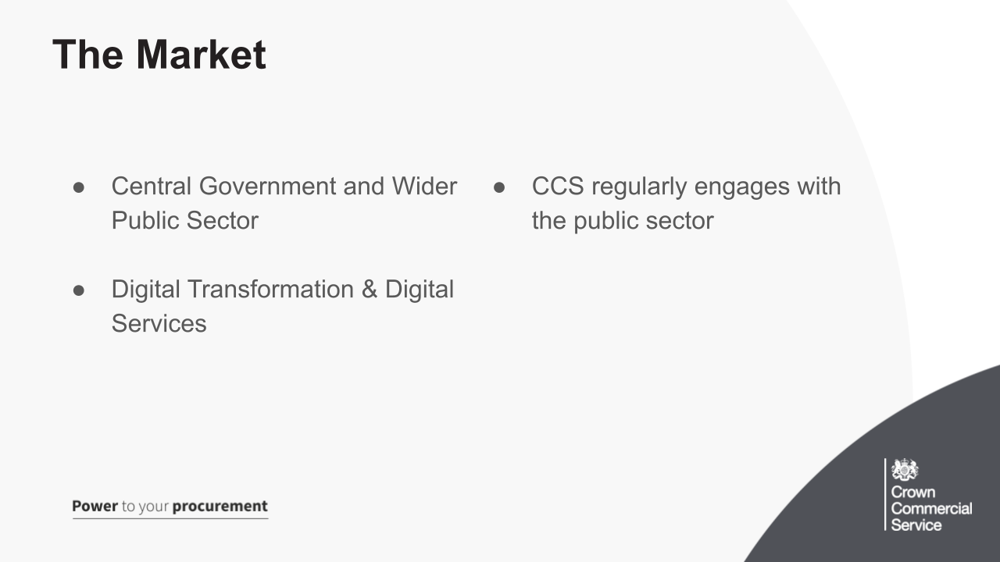 The Market
● Central Government and Wider
Public Sector
● Digital Transformation & Digital
Services
● CCS regularly engages with
the public sector
Power to your procurement
Crown
Commercial
Service